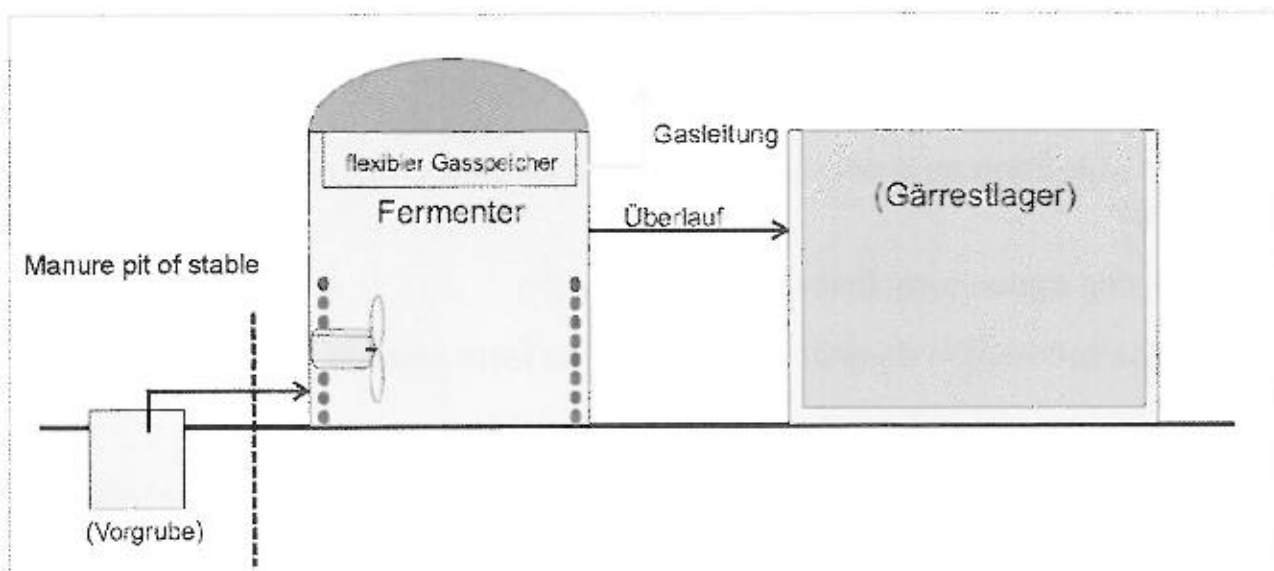 Gasleitung
flexibler Gasspeicher
(Gärrestlager)
Fermenter
Überlauf
Manure pit of stable
(Vorgrube)